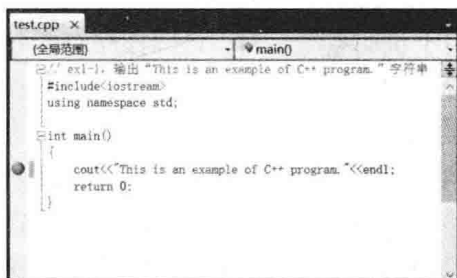 test.cpp ×
(全局范围) main()
// ex1-1, 输出 "This is an example of C++ program." 字符串
#include<iostream>
using namespace std;
int main()
{
cout<<"This is an example of C++ program."<<endl;
return 0;
}